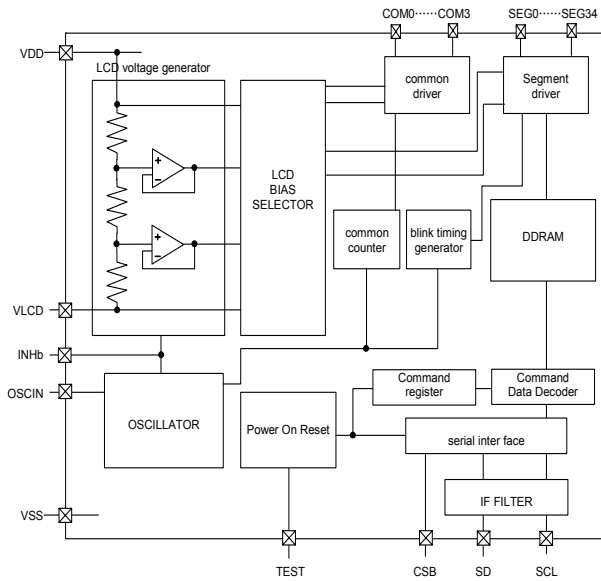 COM0……COM3
SEG0……SEG34
VDD
LCD voltage generator
common
driver
Segment
driver
+
−
LCD
BIAS
SELECTOR
+
−
common
counter
blink timing
generator
DDRAM
VLCD
INHb
OSCIN
OSCILLATOR
Command
register
Command
Data Decoder
Power On Reset
serial inter face
IF FILTER
VSS
TEST
CSB
SD
SCL